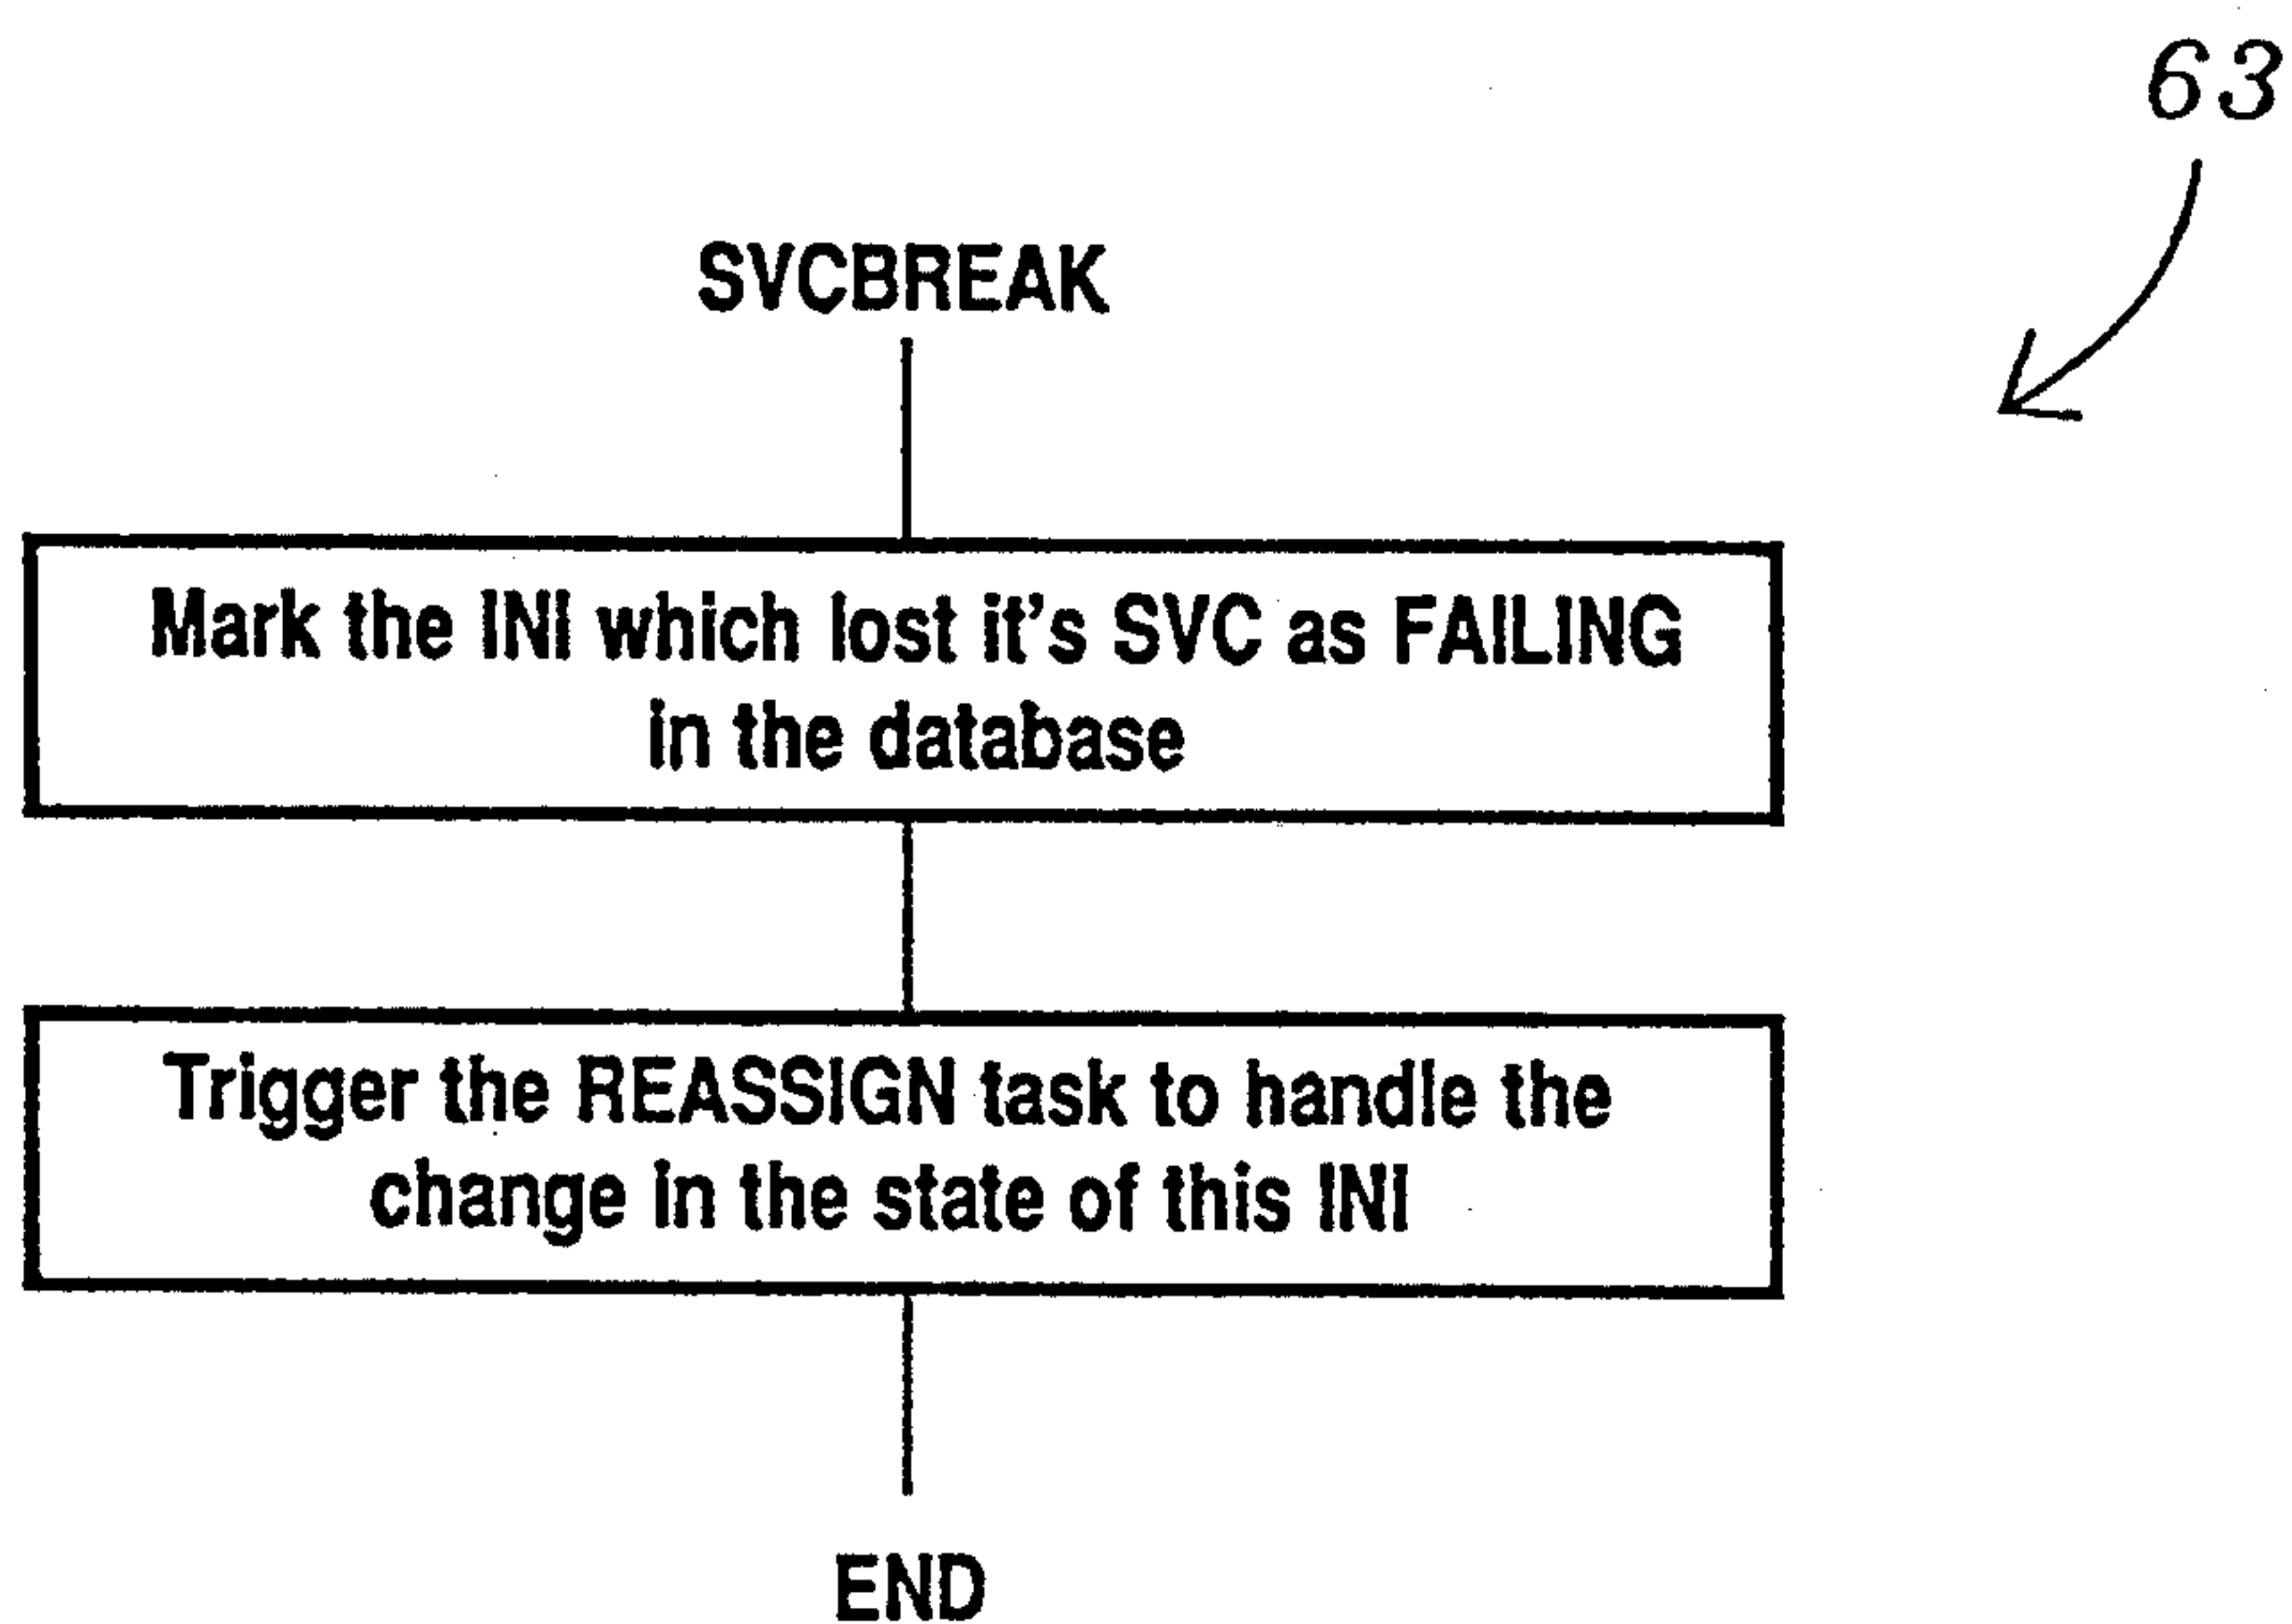 63
SVCBREAK
Mark the INI which lost it's SVC as FAILING
in the database
Trigger the REASSIGN task to handle the
change in the state of this INI
END